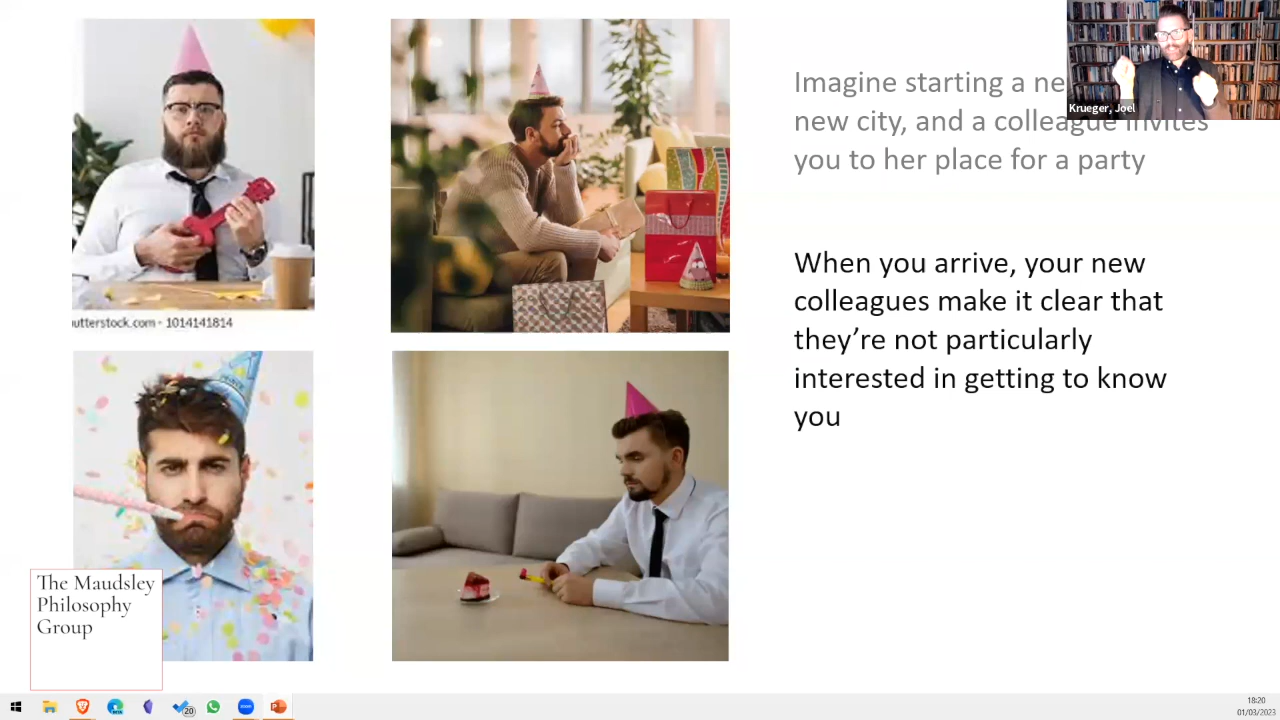 Imagine starting a ne
new city, and a colleague invites
you to her place for a party
When you arrive, your new
colleagues make it clear that
they're not particularly
interested in getting to know
you
Krueger, Joel
utterstock.com · 1014141814
The Maudsley
Philosophy
Group
20
18:20
01/03/2023